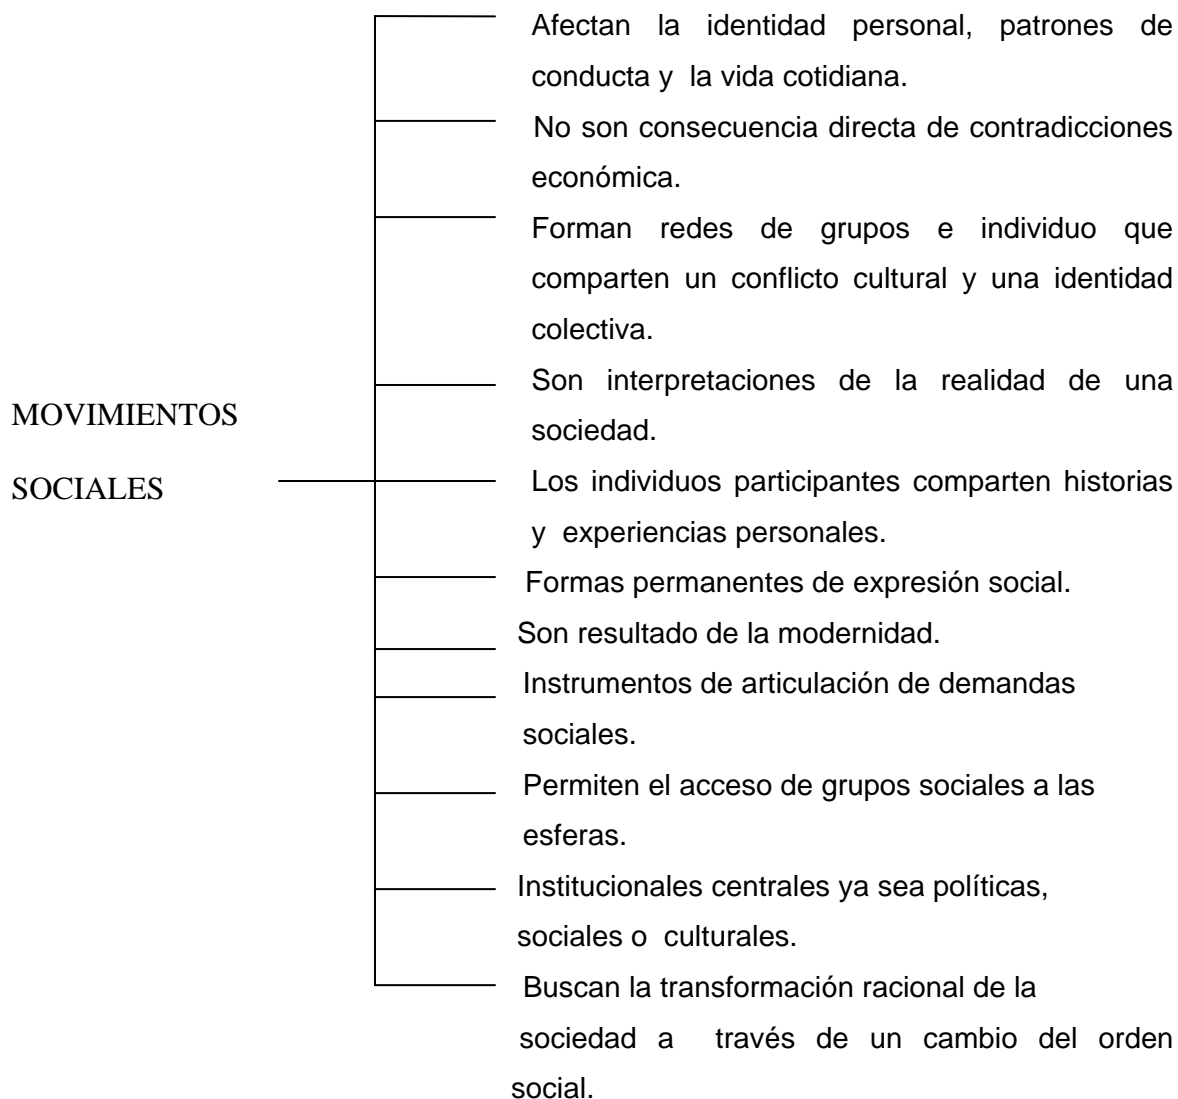 Afectan la identidad personal, patrones de
conducta y la vida cotidiana.
No son consecuencia directa de contradicciones
económica.
Forman redes de grupos e individuo que
comparten un conflicto cultural y una identidad
colectiva.
Son interpretaciones de la realidad de una
sociedad.
MOVIMIENTOS
SOCIALES
Los individuos participantes comparten historias
y experiencias personales.
Formas permanentes de expresión social.
Son resultado de la modernidad.
Instrumentos de articulación de demandas
sociales.
Permiten el acceso de grupos sociales a las
esferas.
Institucionales centrales ya sea políticas,
sociales o culturales.
Buscan la transformación racional de la
sociedad a través de un cambio del orden
social.